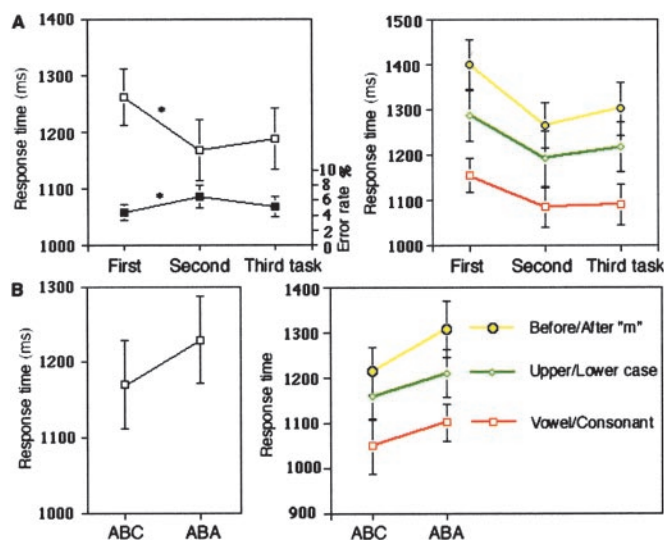 A
Response time (ms)
1400
1300
1200
1100
1000
*
*
10
8
6
4
2
0
Error rate %
First Second Third task
Response time (ms)
1500
1400
1300
1200
1100
1000
First Second Third task
B
Response time (ms)
1300
1200
1100
1000
ABC ABA
Response time
1400
1300
1200
1100
1000
900
ABC ABA
Before/After "m"
Upper/Lower case
Vowel/Consonant